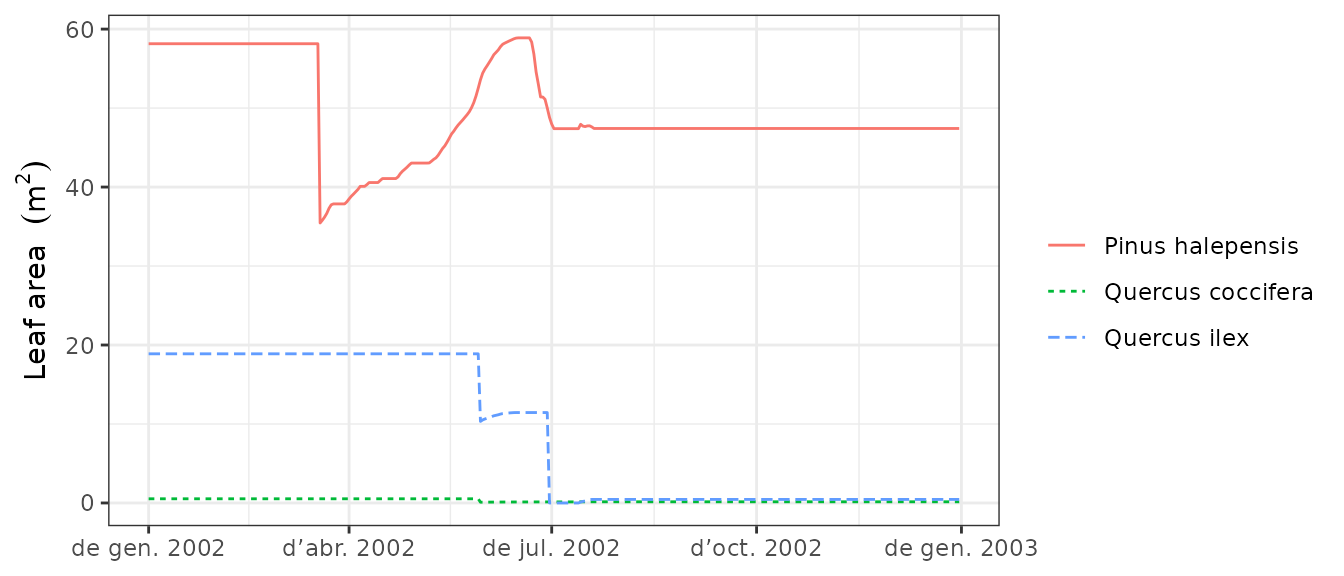 60
40
20
0
Leaf area (m²)
de gen. 2002
d’abr. 2002
de jul. 2002
d’oct. 2002
de gen. 2003
Pinus halepensis
Quercus coccifera
Quercus ilex